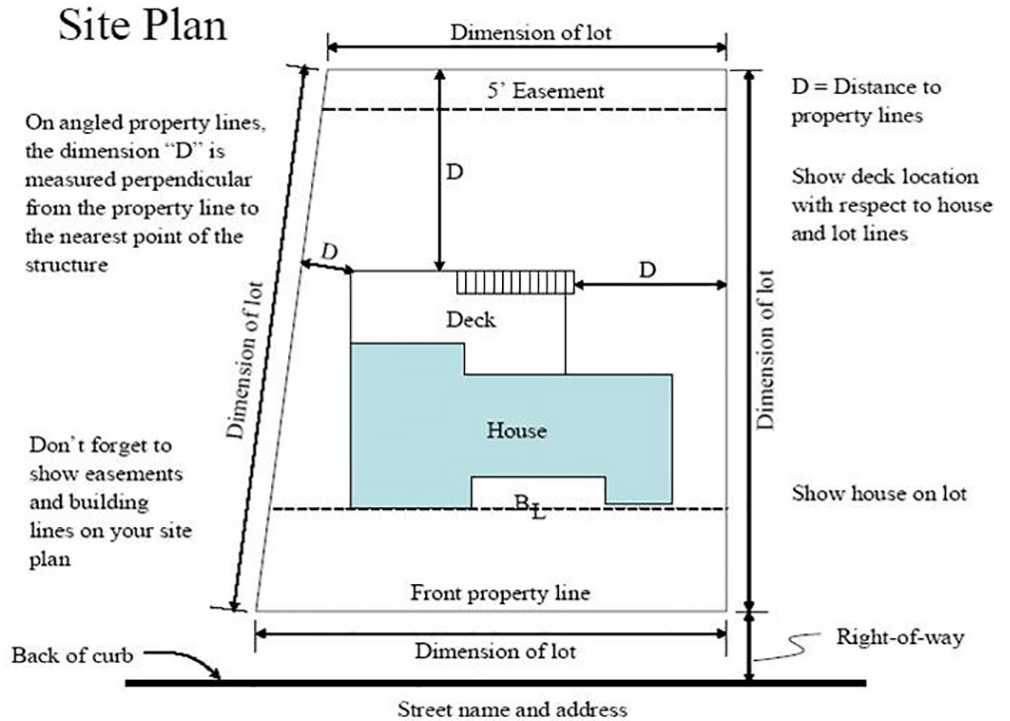 Site Plan
Dimension of lot
5’ Easement
D = Distance to
property lines
On angled property lines,
the dimension “D” is
measured perpendicular
from the property line to
the nearest point of the
structure
D
Show deck location
with respect to house
and lot lines
D
D
Dimension of lot
Deck
Dimension of lot
House
Don’t forget to
show easements
and building
lines on your site
plan
BL
Show house on lot
Front property line
Dimension of lot
Right-of-way
Back of curb
Street name and address